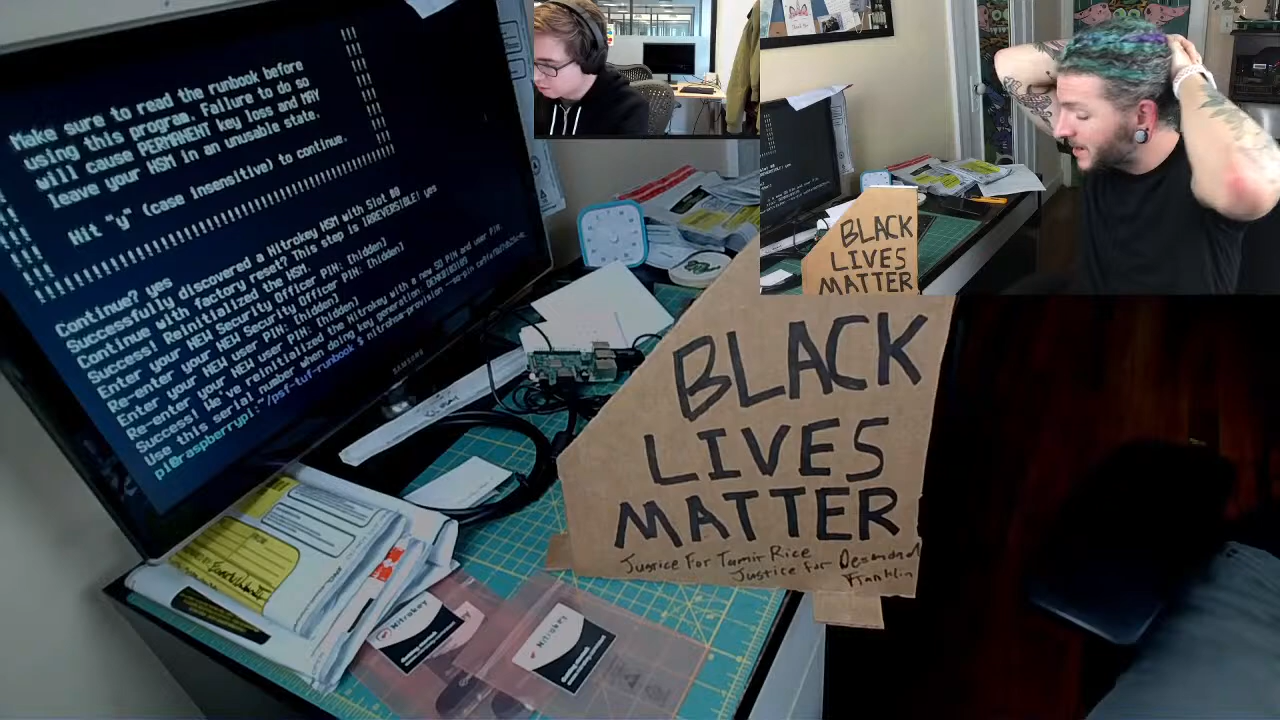 Make sure to read the runbook before
using this program. Failure to do so
will cause PERMANENT key loss and MAY
leave your HSM in an unusable state.
Hit "y" (case insensitive) to continue.
Continue? yes
Successfully discovered a Nitrokey HSM with Slot #0
Continue with factory reset? This step is IRREVERSIBLE! yes
Success! Reinitialized the HSM.
Enter your NEW Security Officer PIN: [hidden]
Re-enter your NEW Security Officer PIN: [hidden]
Enter your NEW user PIN: [hidden]
Re-enter your NEW user PIN: [hidden]
Success! We've reinitialized the Nitrokey with a new SO PIN and user PIN.
Use this serial number when doing key generation:
pi@raspberrypi:~/psf-tuf-runbook $ nitrohsm-provision
SAMSUNG
BLACK
LIVES
MATTER
Justice For Tamir Rice
Justice For Desmond
Franklin
Nitrokey
Nitrokey
BLACK
LIVES
MATTER